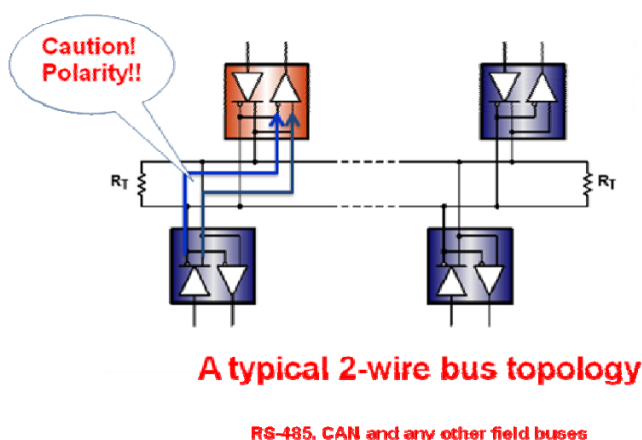 Caution!
Polarity!!
RT
RT
A typical 2-wire bus topology
RS-485, CAN and any other field buses